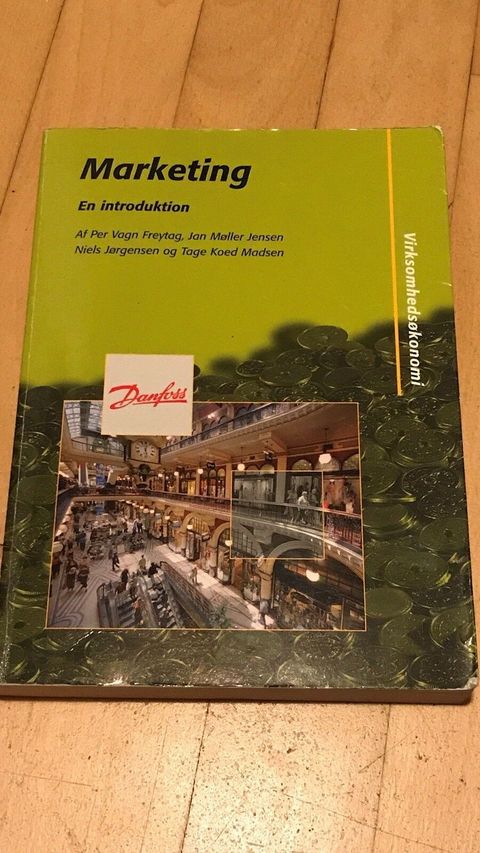 Marketing
En introduktion
Af Per Vagn Freytag, Jan Møller Jensen
Niels Jørgensen og Tage Koed Madsen
Virksomhedsøkonomi
Danfoss